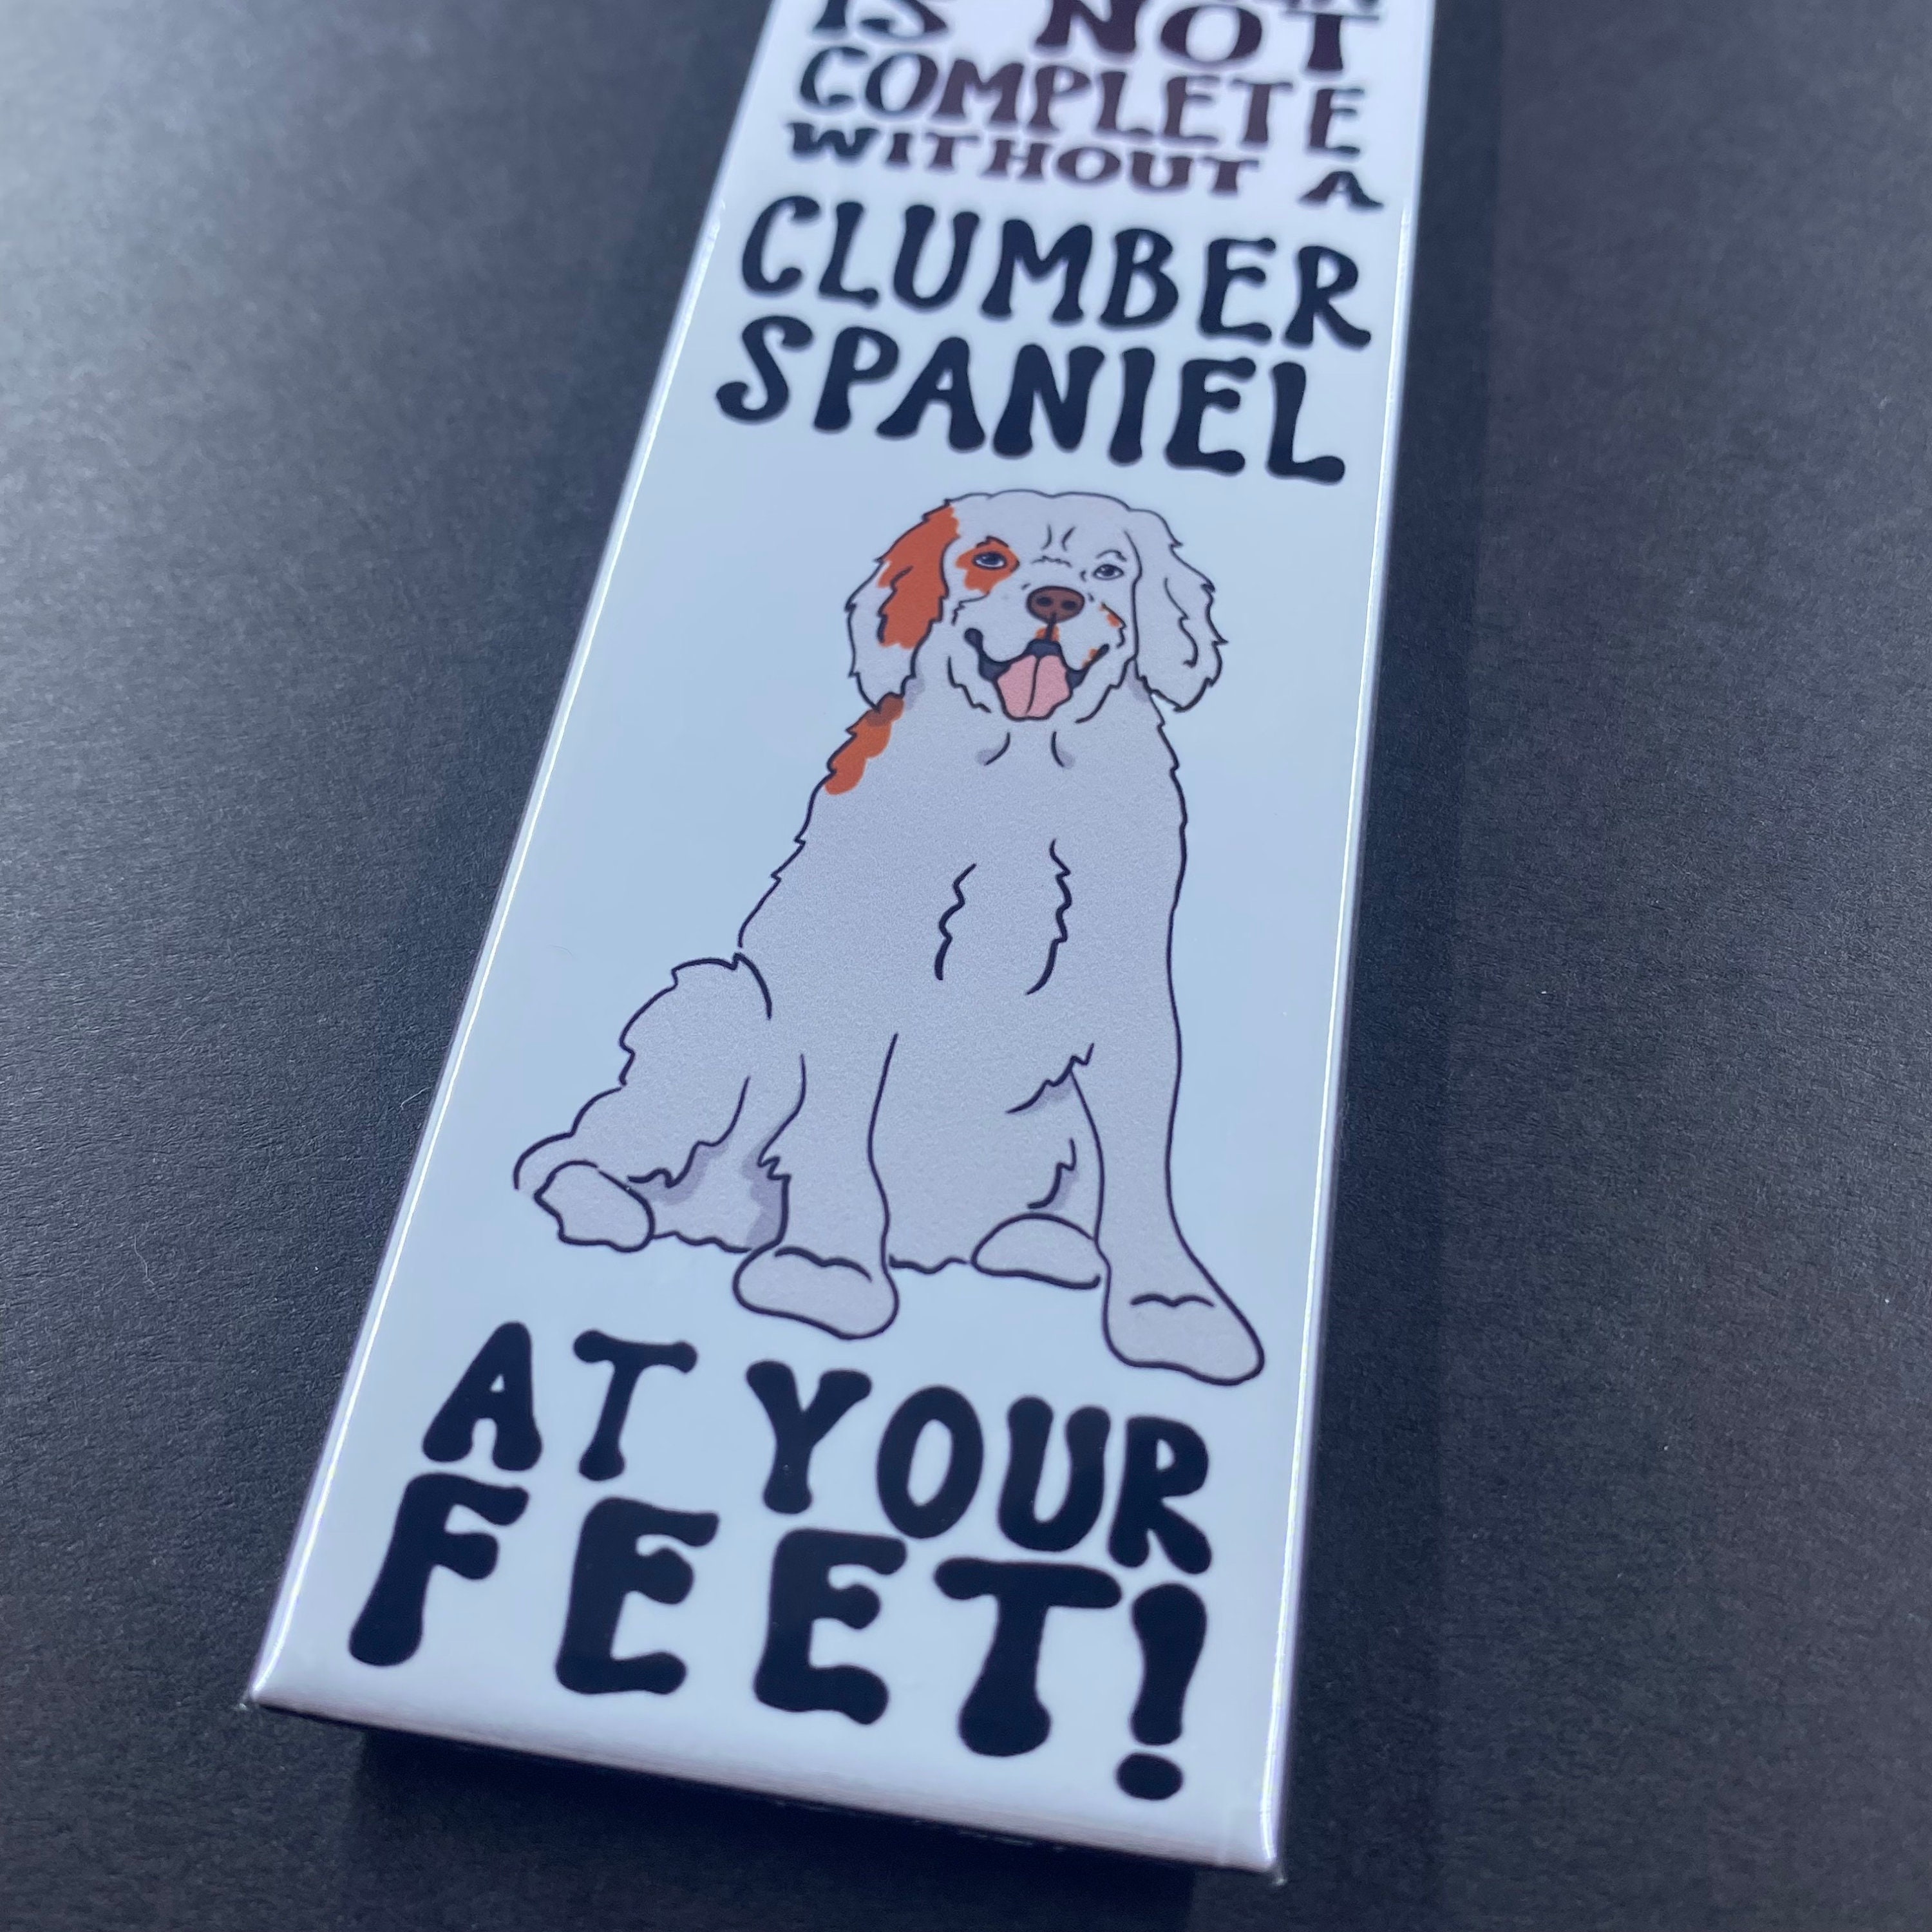 IS NOT
COMPLETE
WITHOUT A
CLUMBER
SPANIEL
AT YOUR
FEET!